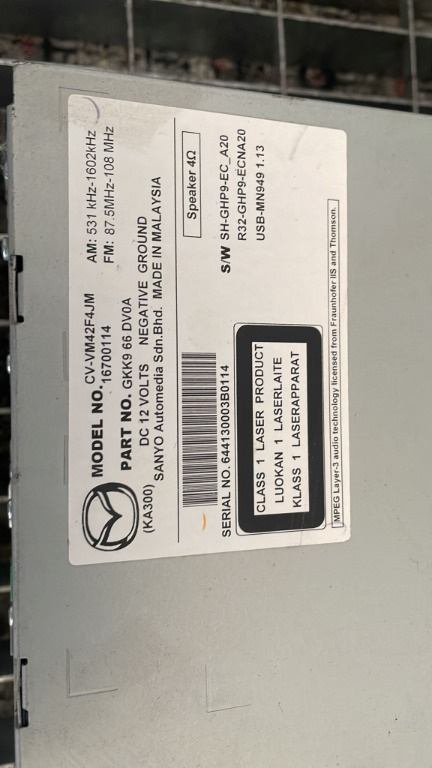 MODEL NO. CV-VM42F4JM
16700114
AM: 531 kHz-1602kHz
FM: 87.5MHz-108 MHz
PART NO. GKK9 66 DV0A
DC 12 VOLTS NEGATIVE GROUND
(KA300) SANYO Automedia Sdn.Bhd. MADE IN MALAYSIA
Speaker 4Ω
SERIAL NO. 644130003B0114
S/W SH-GHP9-EC_A20
R32-GHP9-ECNA20
USB-MN949 1.13
CLASS 1 LASER PRODUCT
LUOKAN 1 LASERLAITE
KLASS 1 LASERAPPARAT
MPEG Layer-3 audio technology licensed from Fraunhofer IIS and Thomson.